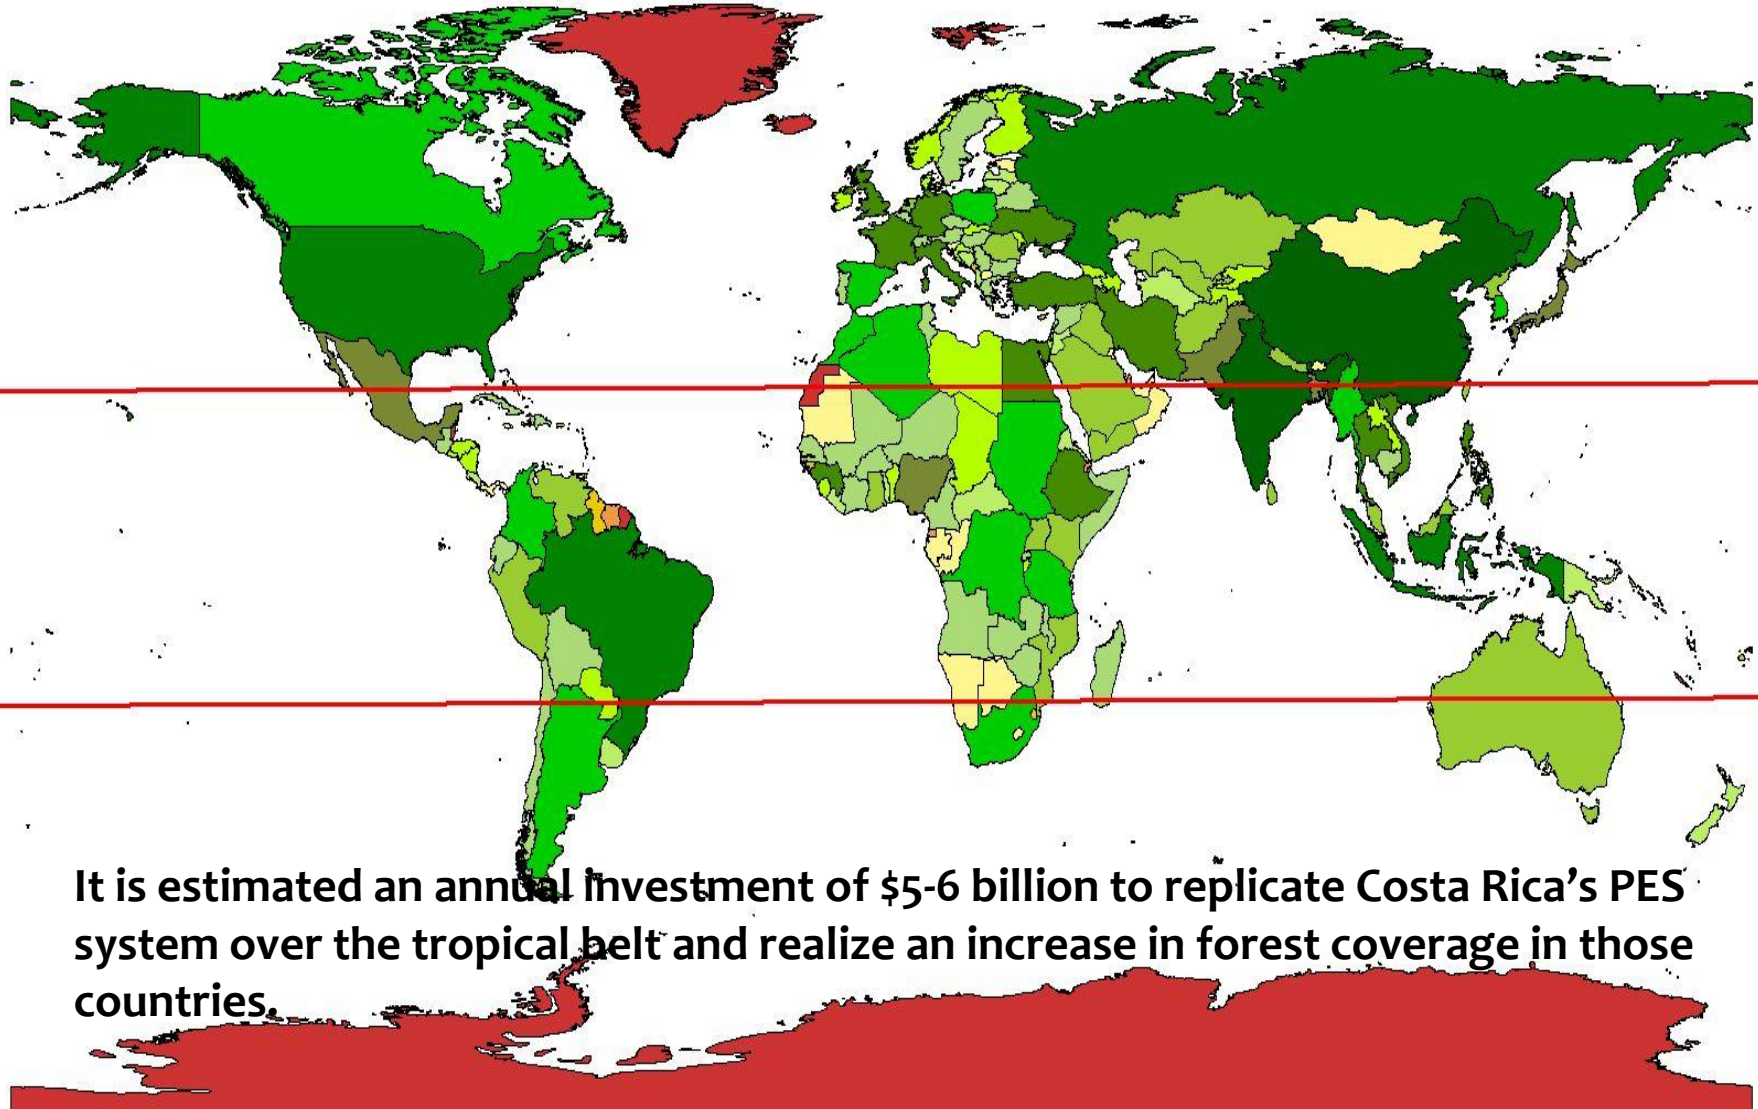 It is estimated an annual investment of $5-6 billion to replicate Costa Rica’s PES
system over the tropical belt and realize an increase in forest coverage in those
countries.